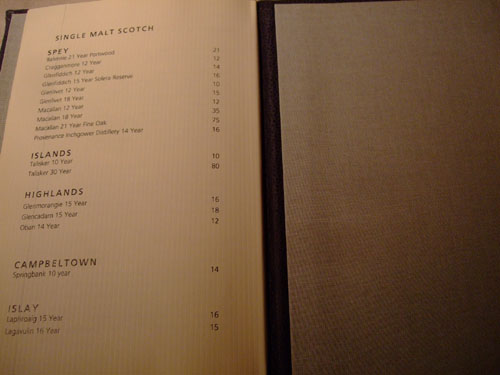 SINGLE MALT SCOTCH
SPEY
Balvenie 21 Year Portwood 21
Cragganmore 12 Year 12
Glenfiddich 12 Year 14
Glenfiddich 15 Year Solera Reserve 16
Glenlivet 12 Year 10
Glenlivet 18 Year 15
Macallan 12 Year 12
Macallan 18 Year 35
Macallan 21 Year Fine Oak 75
Provenance Inchgower Distillery 14 Year 16
ISLANDS
Talisker 10 Year 10
Talisker 30 Year 80
HIGHLANDS
Glenmorangie 15 Year 16
Glencadam 15 Year 18
Oban 14 Year 12
CAMPBELTOWN
Springbank 10 year 14
ISLAY
Laphroaig 15 Year 16
Lagavulin 16 Year 15